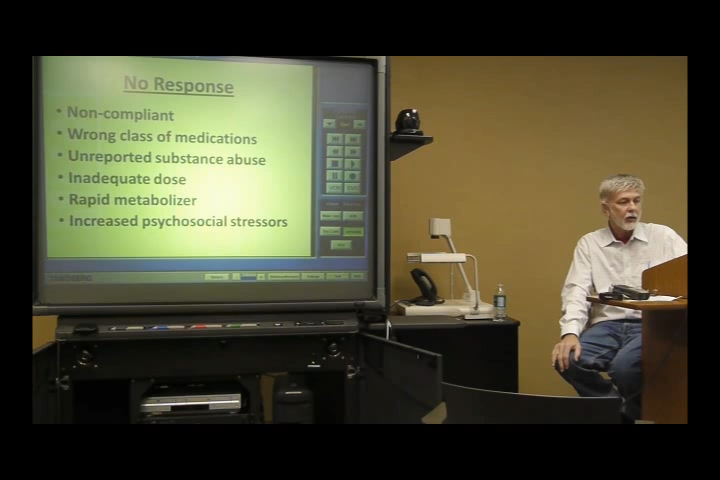 No Response
• Non-compliant
• Wrong class of medications
• Unreported substance abuse
• Inadequate dose
• Rapid metabolizer
• Increased psychosocial stressors